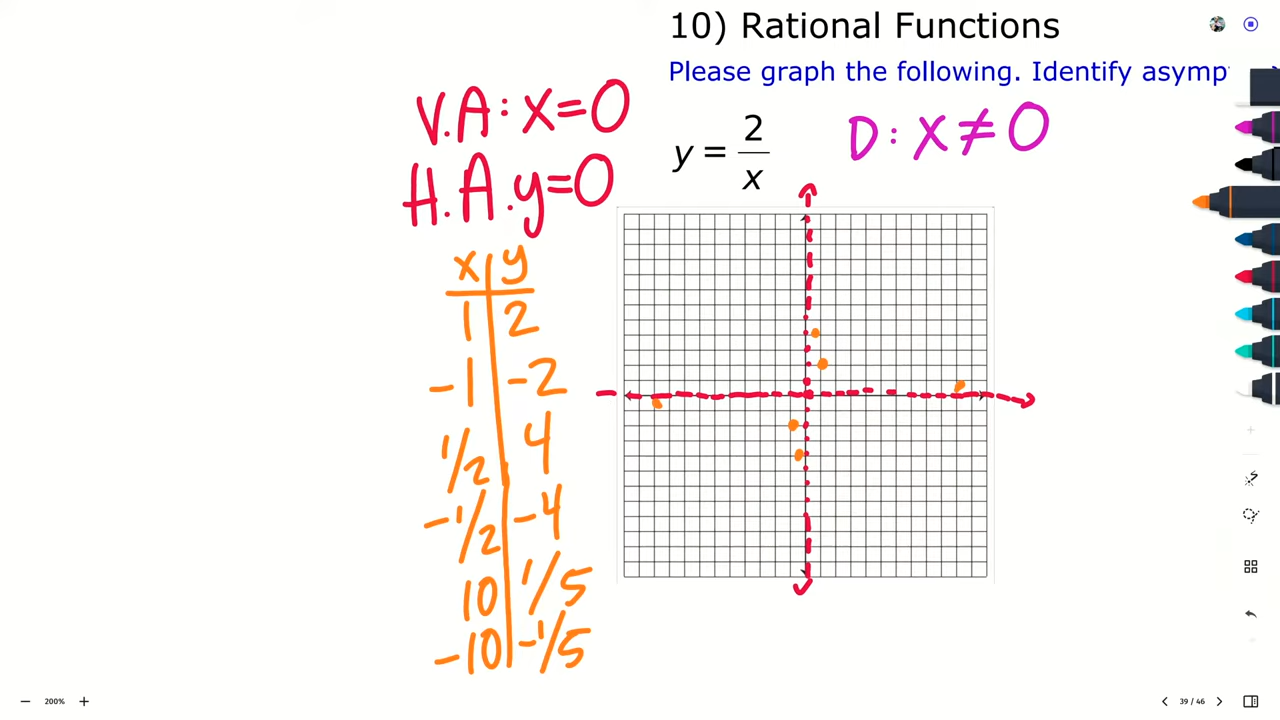 10) Rational Functions
Please graph the following. Identify asymp
V.A: x=0
H.A. y=0
y = 2/x
D: x ≠ 0
x | y
1 | 2
-1 | -2
1/2 | 4
-1/2 | -4
10 | 1/5
-10 | -1/5
200%
39 / 46